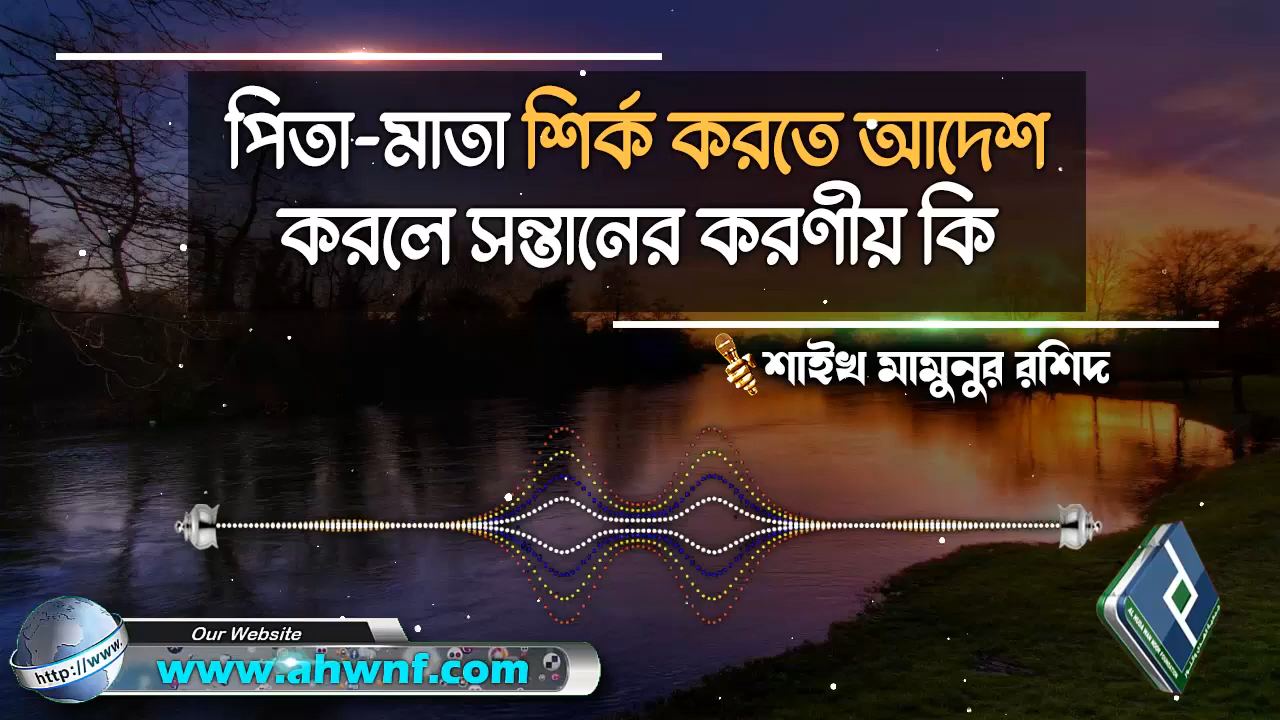 পিতা-মাতা শির্ক করতে আদেশ
করলে সন্তানের করণীয় কি
শাইখ মামুনুর রশিদ
Our Website
http://www.
www.ahwnf.com